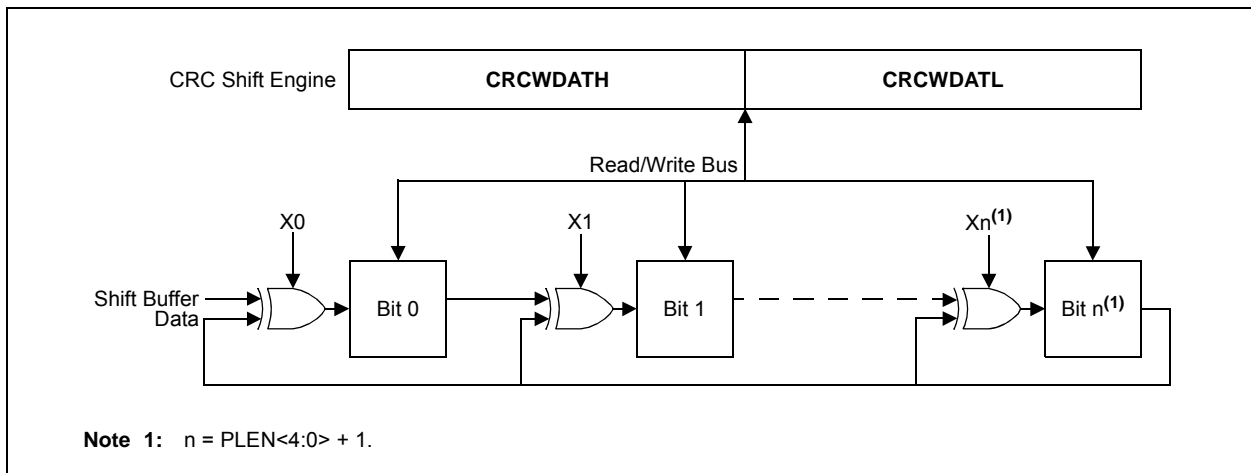 CRC Shift Engine CRCWDATH CRCWDATL
Read/Write Bus
X0 X1 Xn(1)
Shift Buffer
Data
Bit 0 Bit 1 Bit n(1)
Note 1: n = PLEN<4:0> + 1.